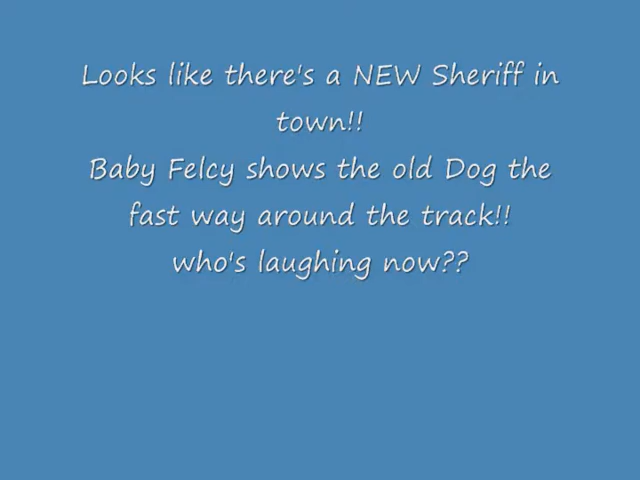 Looks like there's a NEW Sheriff in
town!!
Baby Felcy shows the old Dog the
fast way around the track!!
who's laughing now??